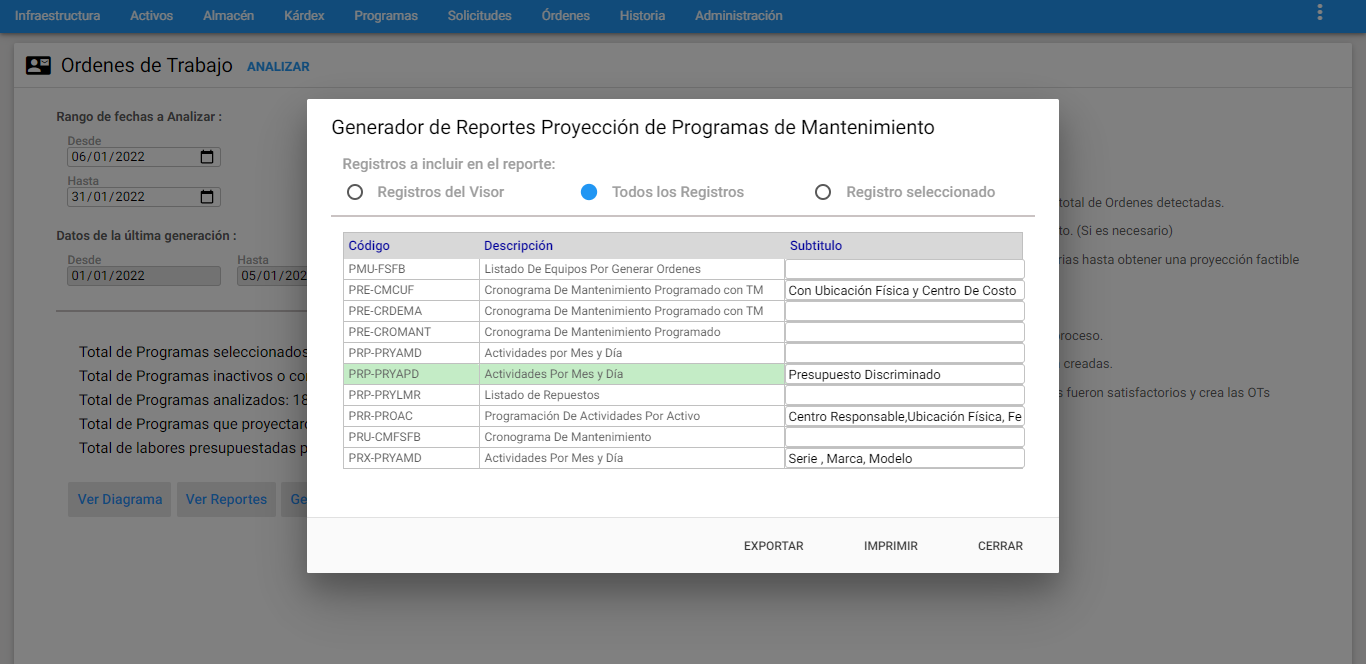 Infraestructura Activos Almacén Kárdex Programas Solicitudes Órdenes Historia Administración
Ordenes de Trabajo ANALIZAR
Rango de fechas a Analizar :
Desde
06/01/2022
Hasta
31/01/2022
Datos de la última generación :
Desde Hasta
01/01/2022 05/01/202
Total de Programas seleccionados
Total de Programas inactivos o co
Total de Programas analizados: 18
Total de Programas que proyectaro
Total de labores presupuestadas p
Ver Diagrama Ver Reportes Ge
total de Ordenes detectadas.
to. (Si es necesario)
rias hasta obtener una proyección factible
roceso.
creadas.
s fueron satisfactorios y crea las OTs
Generador de Reportes Proyección de Programas de Mantenimiento
Registros a incluir en el reporte:
Registros del Visor Todos los Registros Registro seleccionado
Código Descripción Subtitulo
PMU-FSFB Listado De Equipos Por Generar Ordenes
PRE-CMCUF Cronograma De Mantenimiento Programado con TM Con Ubicación Física y Centro De Costo
PRE-CRDEMA Cronograma De Mantenimiento Programado con TM
PRE-CROMANT Cronograma De Mantenimiento Programado
PRP-PRYAMD Actividades por Mes y Día
PRP-PRYAPD Actividades Por Mes y Día Presupuesto Discriminado
PRP-PRYLMR Listado de Repuestos
PRR-PROAC Programación De Actividades Por Activo Centro Responsable,Ubicación Física, Fe
PRU-CMFSFB Cronograma De Mantenimiento
PRX-PRYAMD Actividades Por Mes y Día Serie , Marca, Modelo
EXPORTAR IMPRIMIR CERRAR